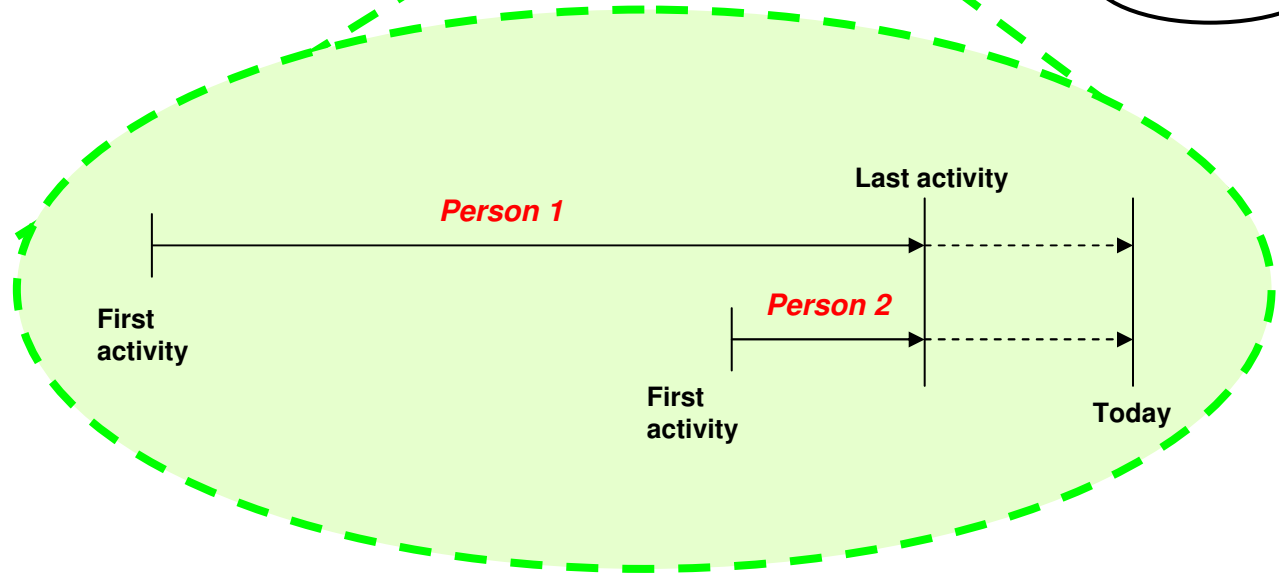 Last activity
Person 1
Person 2
First
activity
First
activity
Today